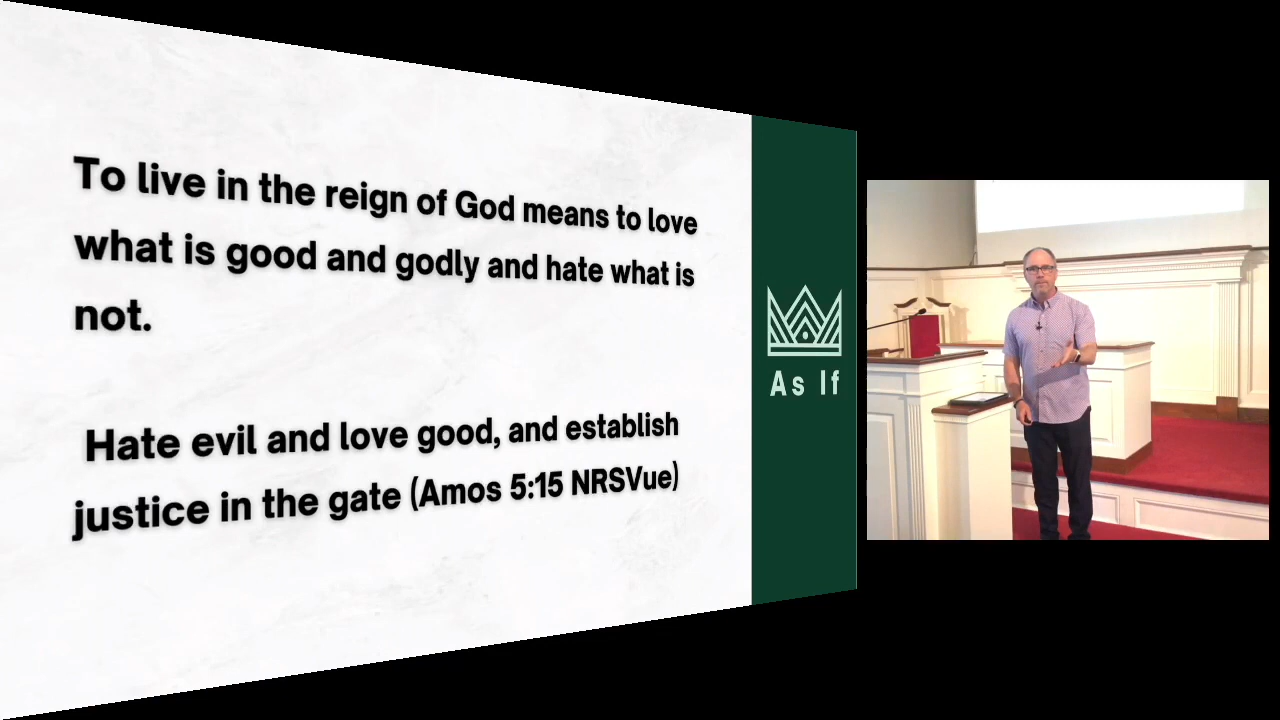 To live in the reign of God means to love
what is good and godly and hate what is
not.
Hate evil and love good, and establish
justice in the gate (Amos 5:15 NRSVue)
As If